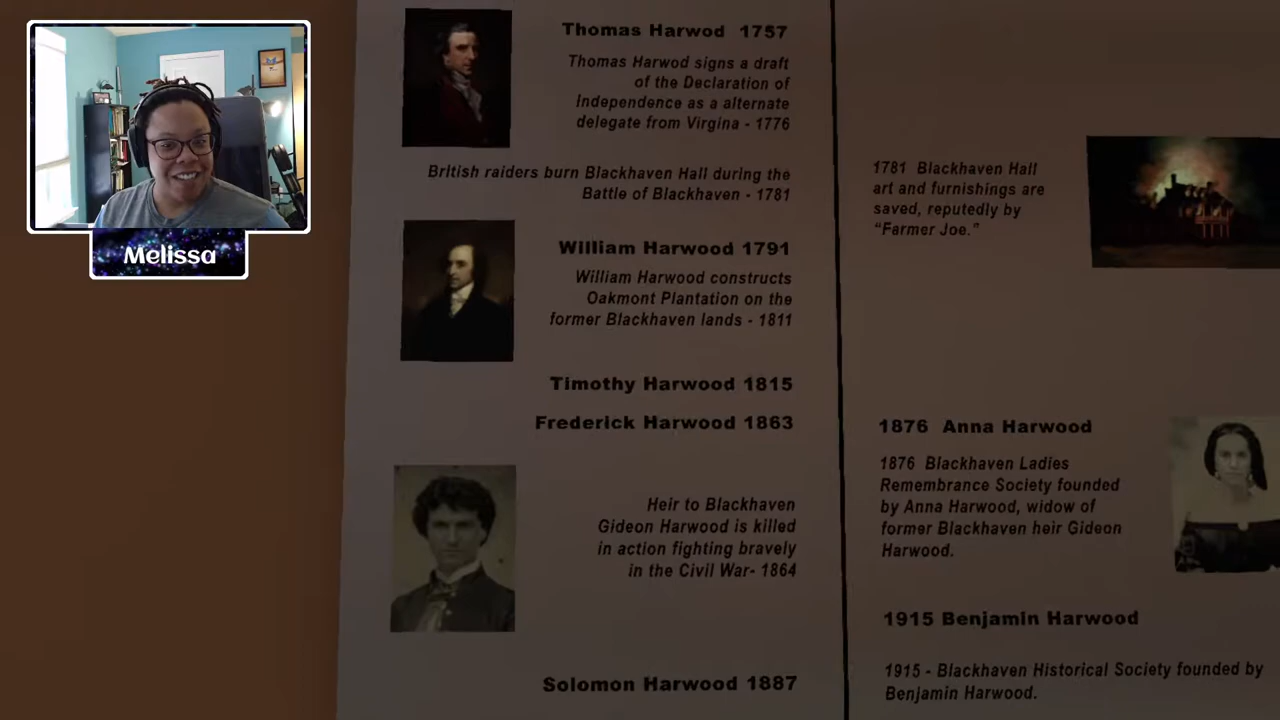 Melissa
Thomas Harwod 1757
Thomas Harwod signs a draft
of the Declaration of
Independence as a alternate
delegate from Virgina - 1776
British raiders burn Blackhaven Hall during the
Battle of Blackhaven - 1781
William Harwood 1791
William Harwood constructs
Oakmont Plantation on the
former Blackhaven lands - 1811
Timothy Harwood 1815
Frederick Harwood 1863
Heir to Blackhaven
Gideon Harwood is killed
in action fighting bravely
in the Civil War- 1864
Solomon Harwood 1887
1781 Blackhaven Hall
art and furnishings are
saved, reputedly by
“Farmer Joe.”
1876 Anna Harwood
1876 Blackhaven Ladies
Remembrance Society founded
by Anna Harwood, widow of
former Blackhaven heir Gideon
Harwood.
1915 Benjamin Harwood
1915 - Blackhaven Historical Society founded by
Benjamin Harwood.